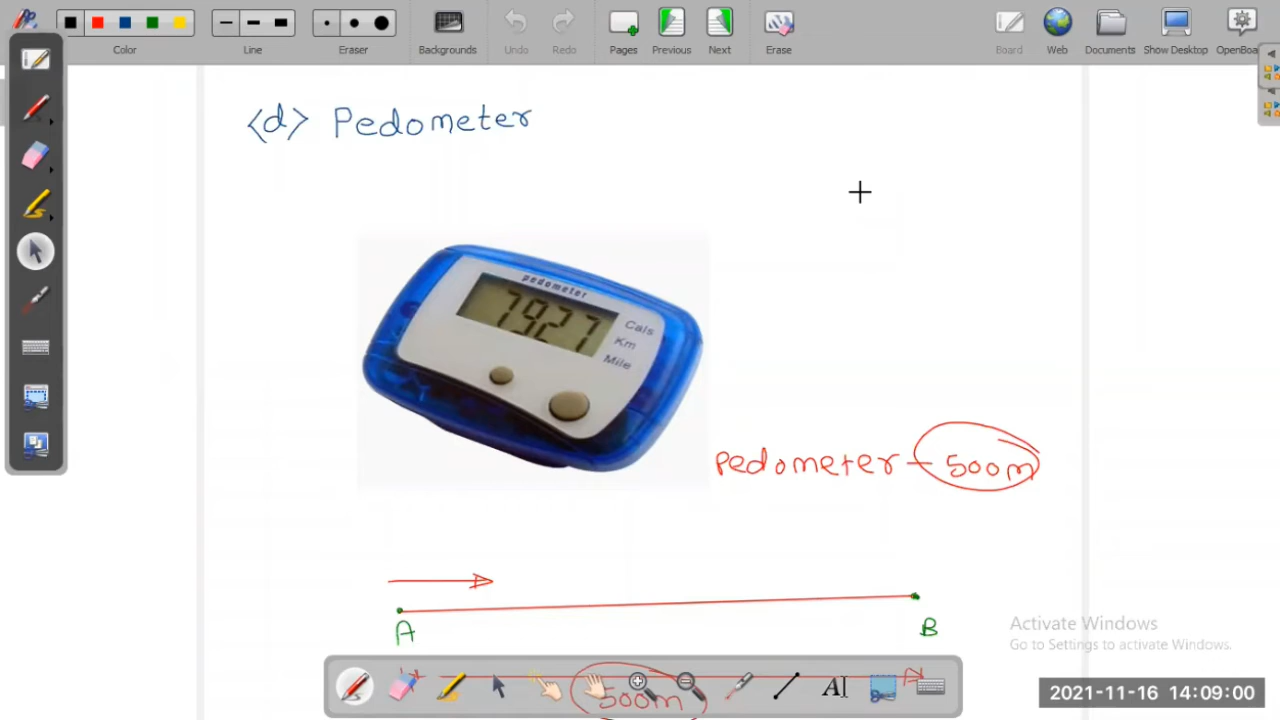 Color
Line
Eraser
Backgrounds
Undo
Redo
Pages
Previous
Next
Erase
Board
Web
Documents
Show Desktop
OpenBoa
<d> Pedometer
pedometer
7927
Cals
Km
Mile
Pedometer - 500m
A
B
500m
AI
Activate Windows
Go to Settings to activate Windows.
2021-11-16 14:09:00